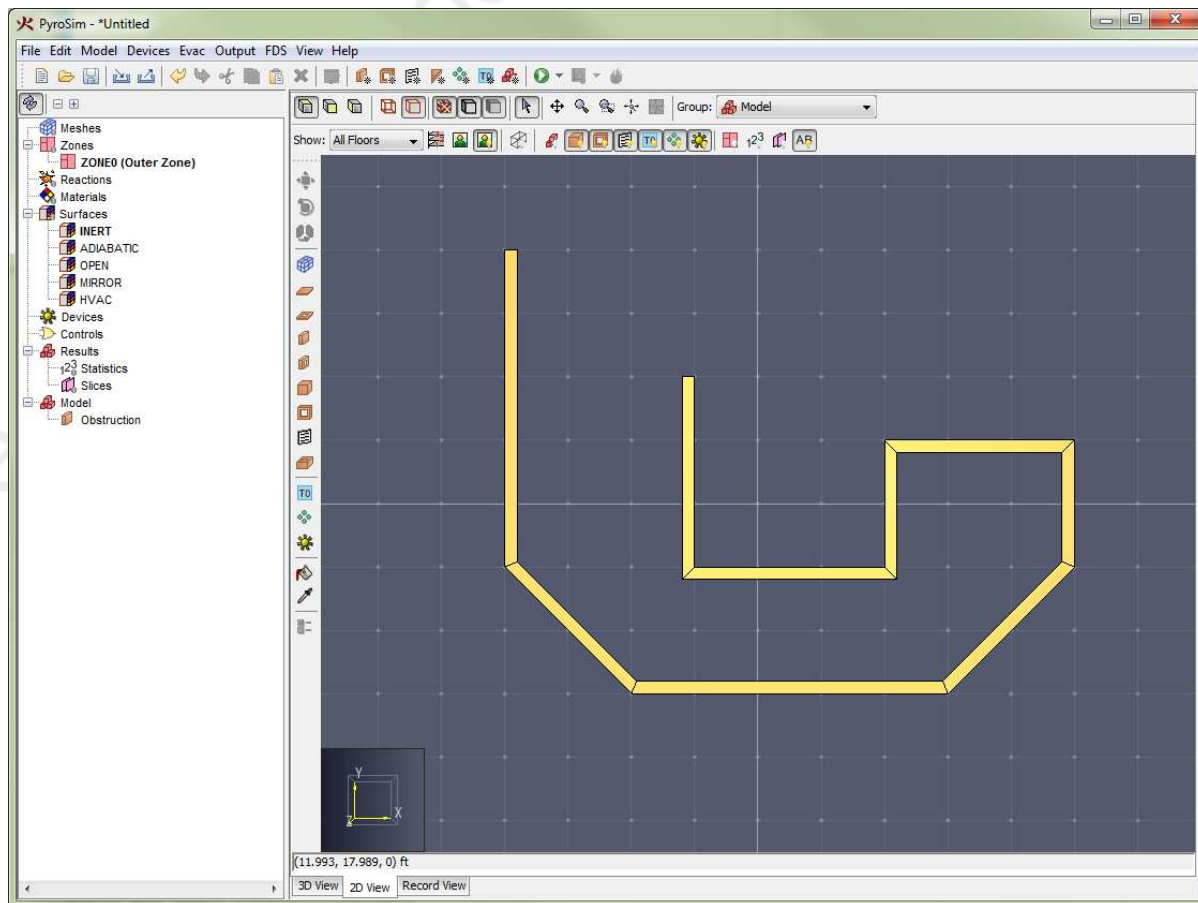 PyroSim - *Untitled
File Edit Model Devices Evac Output FDS View Help
Group: Model
Show: All Floors
Meshes
Zones
ZONE0 (Outer Zone)
Reactions
Materials
Surfaces
INERT
ADIABATIC
OPEN
MIRROR
HVAC
Devices
Controls
Results
Statistics
Slices
Model
Obstruction
Y
X
Z
(11.993, 17.989, 0) ft
3D View 2D View Record View